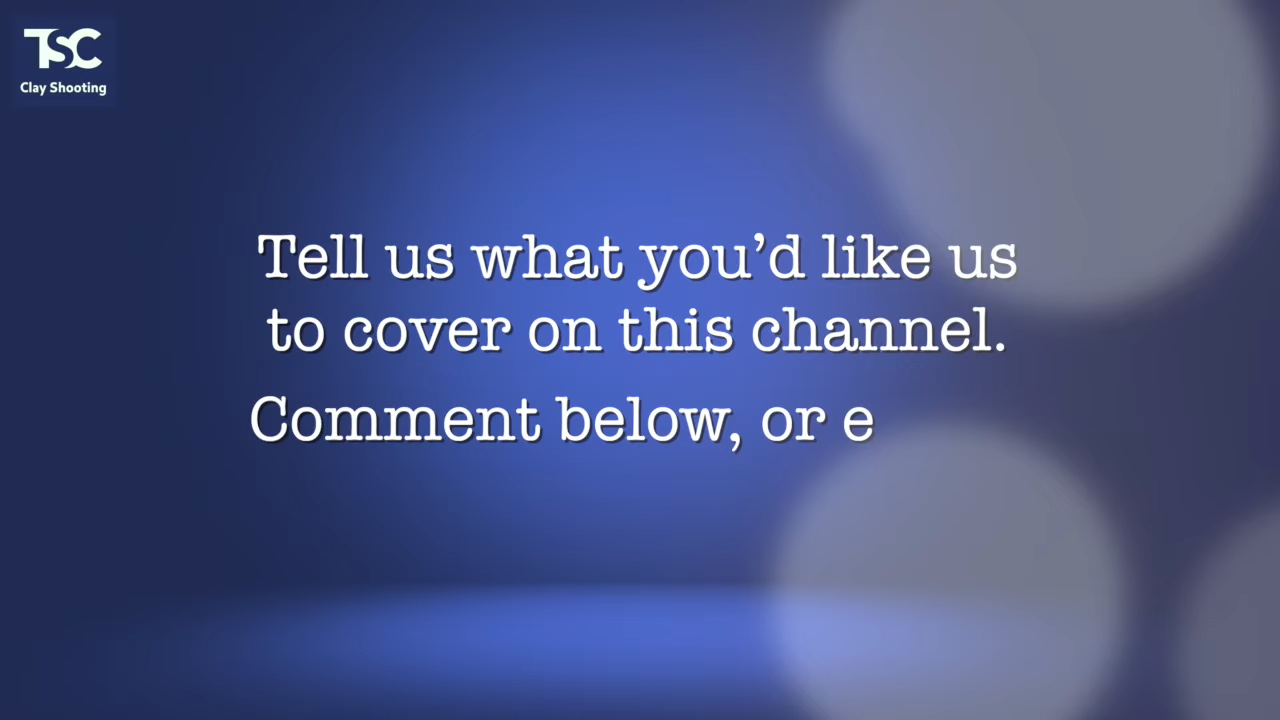 TSC
Clay Shooting
Tell us what you’d like us
to cover on this channel.
Comment below, or e